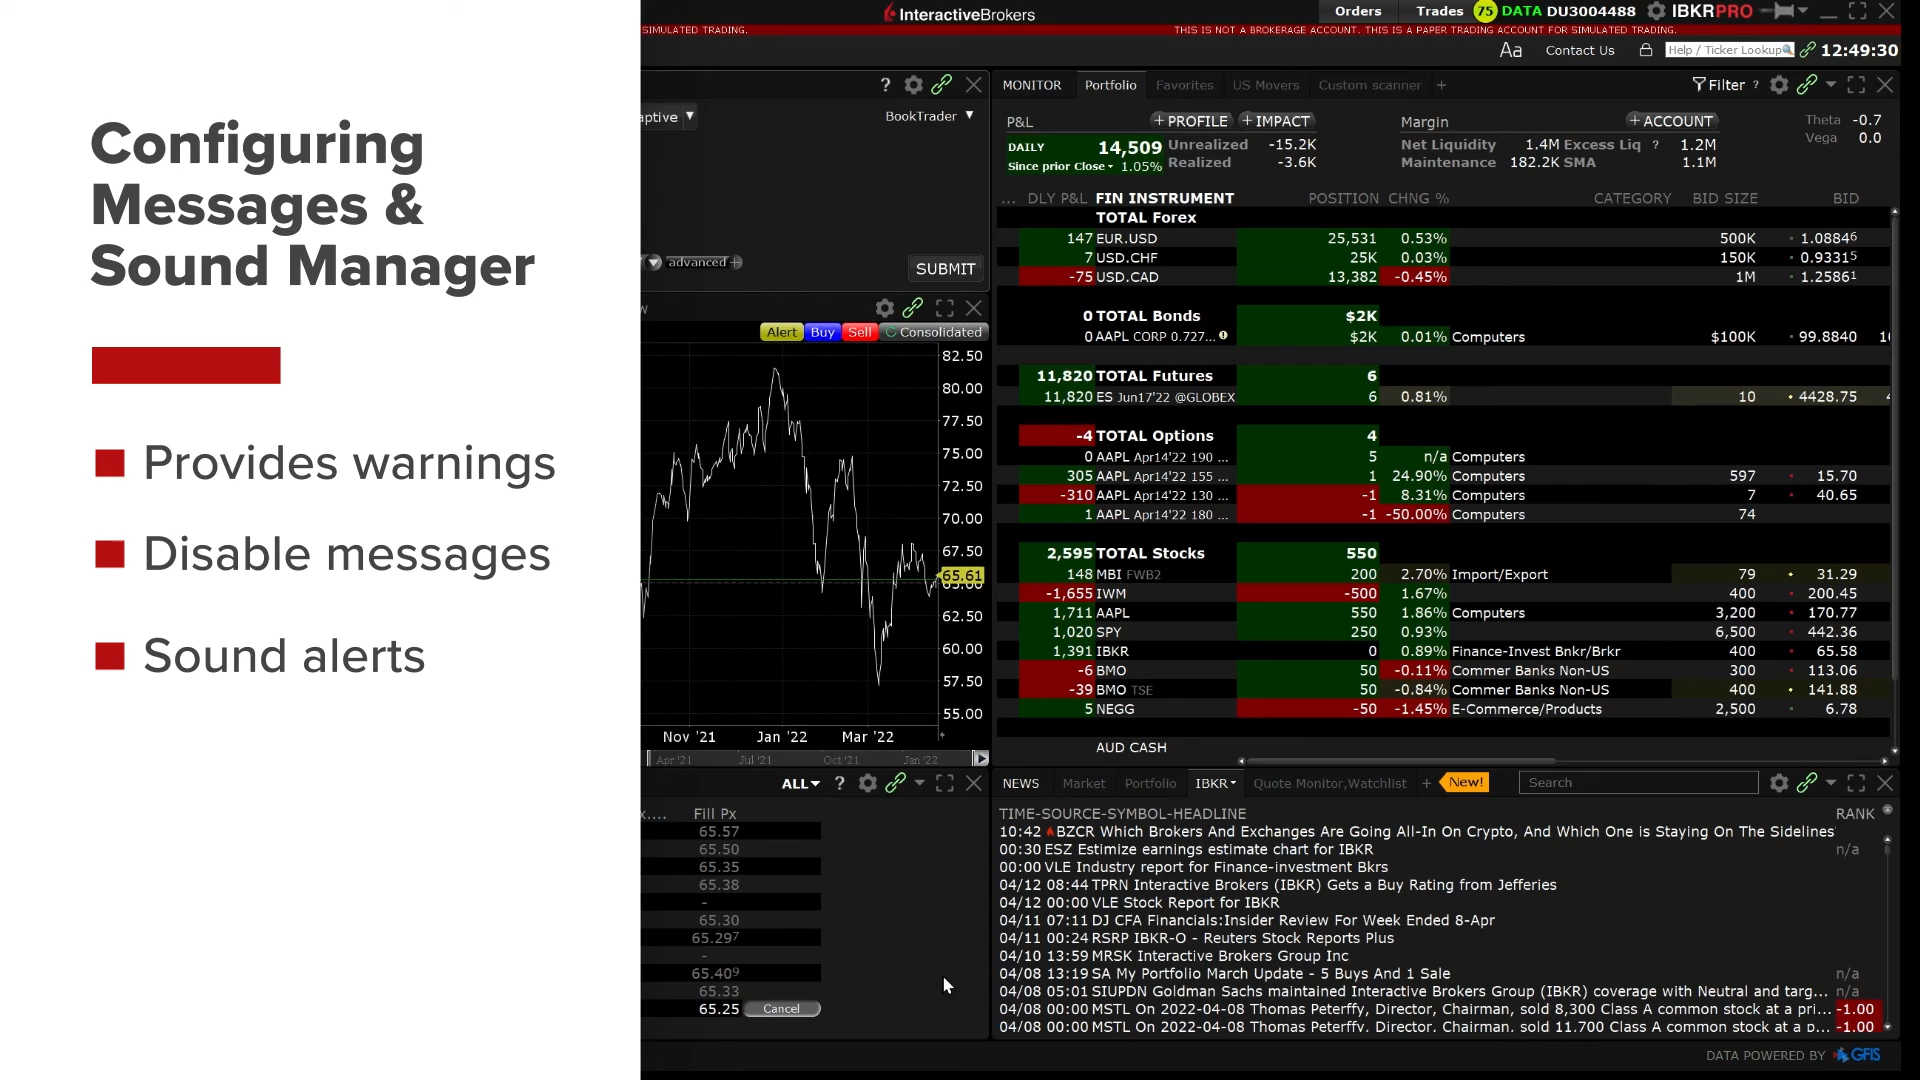 Configuring
Messages &
Sound Manager
Provides warnings
Disable messages
Sound alerts
InteractiveBrokers
Orders Trades 75 DATA DU3004488 IBKRPRO
SIMULATED TRADING. THIS IS NOT A BROKERAGE ACCOUNT. THIS IS A PAPER TRADING ACCOUNT FOR SIMULATED TRADING.
Aa Contact Us Help / Ticker Lookup 12:49:30
?
BookTrader
advanced +
SUBMIT
Alert Buy Sell Consolidated
82.50
80.00
77.50
75.00
72.50
70.00
67.50
65.61
65.00
62.50
60.00
57.50
55.00
Nov '21 Jan '22 Mar '22
Apr '21 Jul '21 Oct '21 Jan '22
ALL ?
Fill Px
65.57
65.50
65.35
65.38
-
65.30
65.297
-
65.409
65.33
65.25 Cancel
MONITOR Portfolio Favorites US Movers Custom scanner + Filter ?
P&L + PROFILE + IMPACT Margin + ACCOUNT Theta -0.7
DAILY 14,509 Unrealized -15.2K Net Liquidity 1.4M Excess Liq ? 1.2M Vega 0.0
Since prior Close 1.05% Realized -3.6K Maintenance 182.2K SMA 1.1M
... DLY P&L FIN INSTRUMENT POSITION CHNG % CATEGORY BID SIZE BID
TOTAL Forex
147 EUR.USD 25,531 0.53% 500K 1.08846
7 USD.CHF 25K 0.03% 150K 0.93315
-75 USD.CAD 13,382 -0.45% 1M 1.25861
0 TOTAL Bonds $2K
0 AAPL CORP 0.727... $2K 0.01% Computers $100K 99.8840
11,820 TOTAL Futures 6
11,820 ES Jun17'22 @GLOBEX 6 0.81% 10 4428.75
-4 TOTAL Options 4
0 AAPL Apr14'22 190 ... 5 n/a Computers
305 AAPL Apr14'22 155 ... 1 24.90% Computers 597 15.70
-310 AAPL Apr14'22 130 ... -1 8.31% Computers 7 40.65
1 AAPL Apr14'22 180 ... -1 -50.00% Computers 74
2,595 TOTAL Stocks 550
148 MBI FWB2 200 2.70% Import/Export 79 31.29
-1,655 IWM -500 1.67% 400 200.45
1,711 AAPL 550 1.86% Computers 3,200 170.77
1,020 SPY 250 0.93% 6,500 442.36
1,391 IBKR 0 0.89% Finance-Invest Bnkr/Brkr 400 65.58
-6 BMO 50 -0.11% Commer Banks Non-US 300 113.06
-39 BMO TSE 50 -0.84% Commer Banks Non-US 400 141.88
5 NEGG -50 -1.45% E-Commerce/Products 2,500 6.78
AUD CASH
NEWS Market Portfolio IBKR Quote Monitor,Watchlist + New! Search
TIME-SOURCE-SYMBOL-HEADLINE RANK
10:42 BZCR Which Brokers And Exchanges Are Going All-In On Crypto, And Which One is Staying On The Sidelines
00:30 ESZ Estimize earnings estimate chart for IBKR n/a
00:00 VLE Industry report for Finance-investment Bkrs
04/12 08:44 TPRN Interactive Brokers (IBKR) Gets a Buy Rating from Jefferies
04/12 00:00 VLE Stock Report for IBKR
04/11 07:11 DJ CFA Financials:Insider Review For Week Ended 8-Apr
04/11 00:24 RSRP IBKR-O - Reuters Stock Reports Plus
04/10 13:59 MRSK Interactive Brokers Group Inc
04/08 13:19 SA My Portfolio March Update - 5 Buys And 1 Sale n/a
04/08 05:01 SIUPDN Goldman Sachs maintained Interactive Brokers Group (IBKR) coverage with Neutral and targ... n/a
04/08 00:00 MSTL On 2022-04-08 Thomas Peterffy, Director, Chairman, sold 8,300 Class A common stock at a pri... -1.00
04/08 00:00 MSTL On 2022-04-08 Thomas Peterffy, Director, Chairman, sold 11,700 Class A common stock at a p... -1.00
DATA POWERED BY GFIS